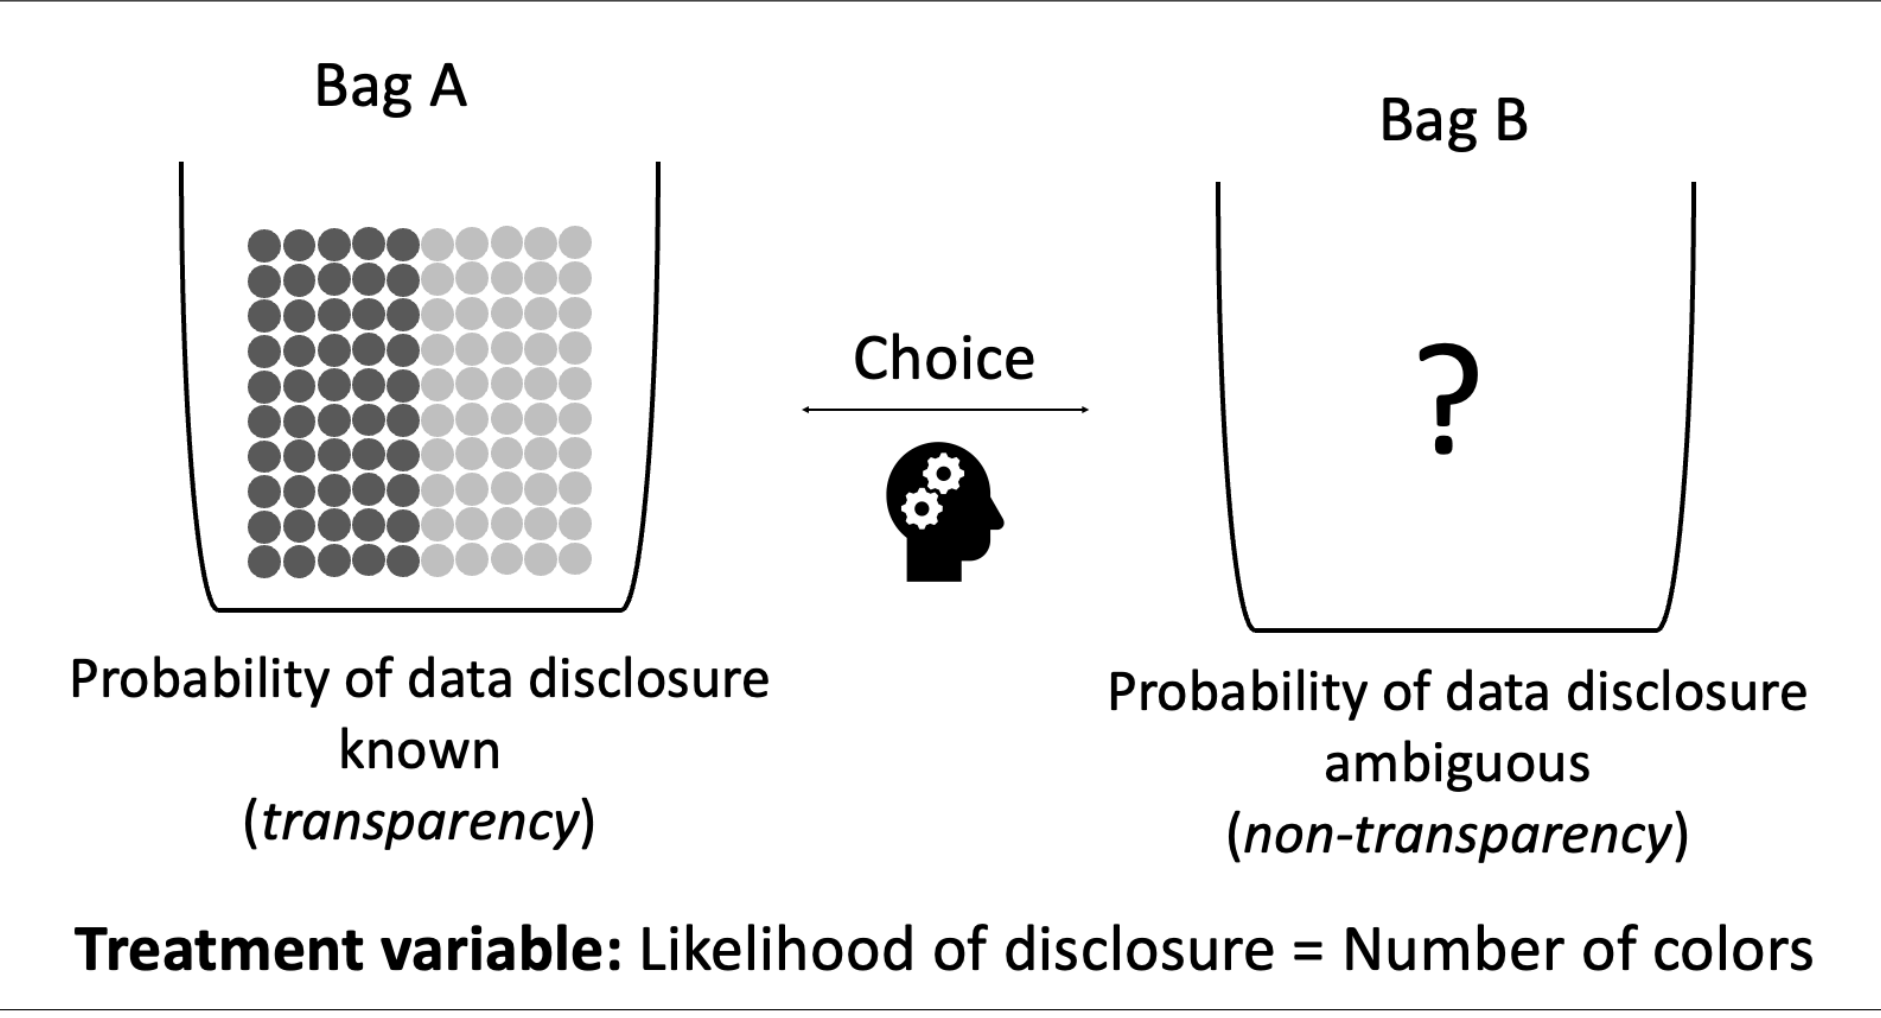 Bag A
Bag B
Choice
?
Probability of data disclosure
known
(transparency)
Probability of data disclosure
ambiguous
(non-transparency)
Treatment variable: Likelihood of disclosure = Number of colors